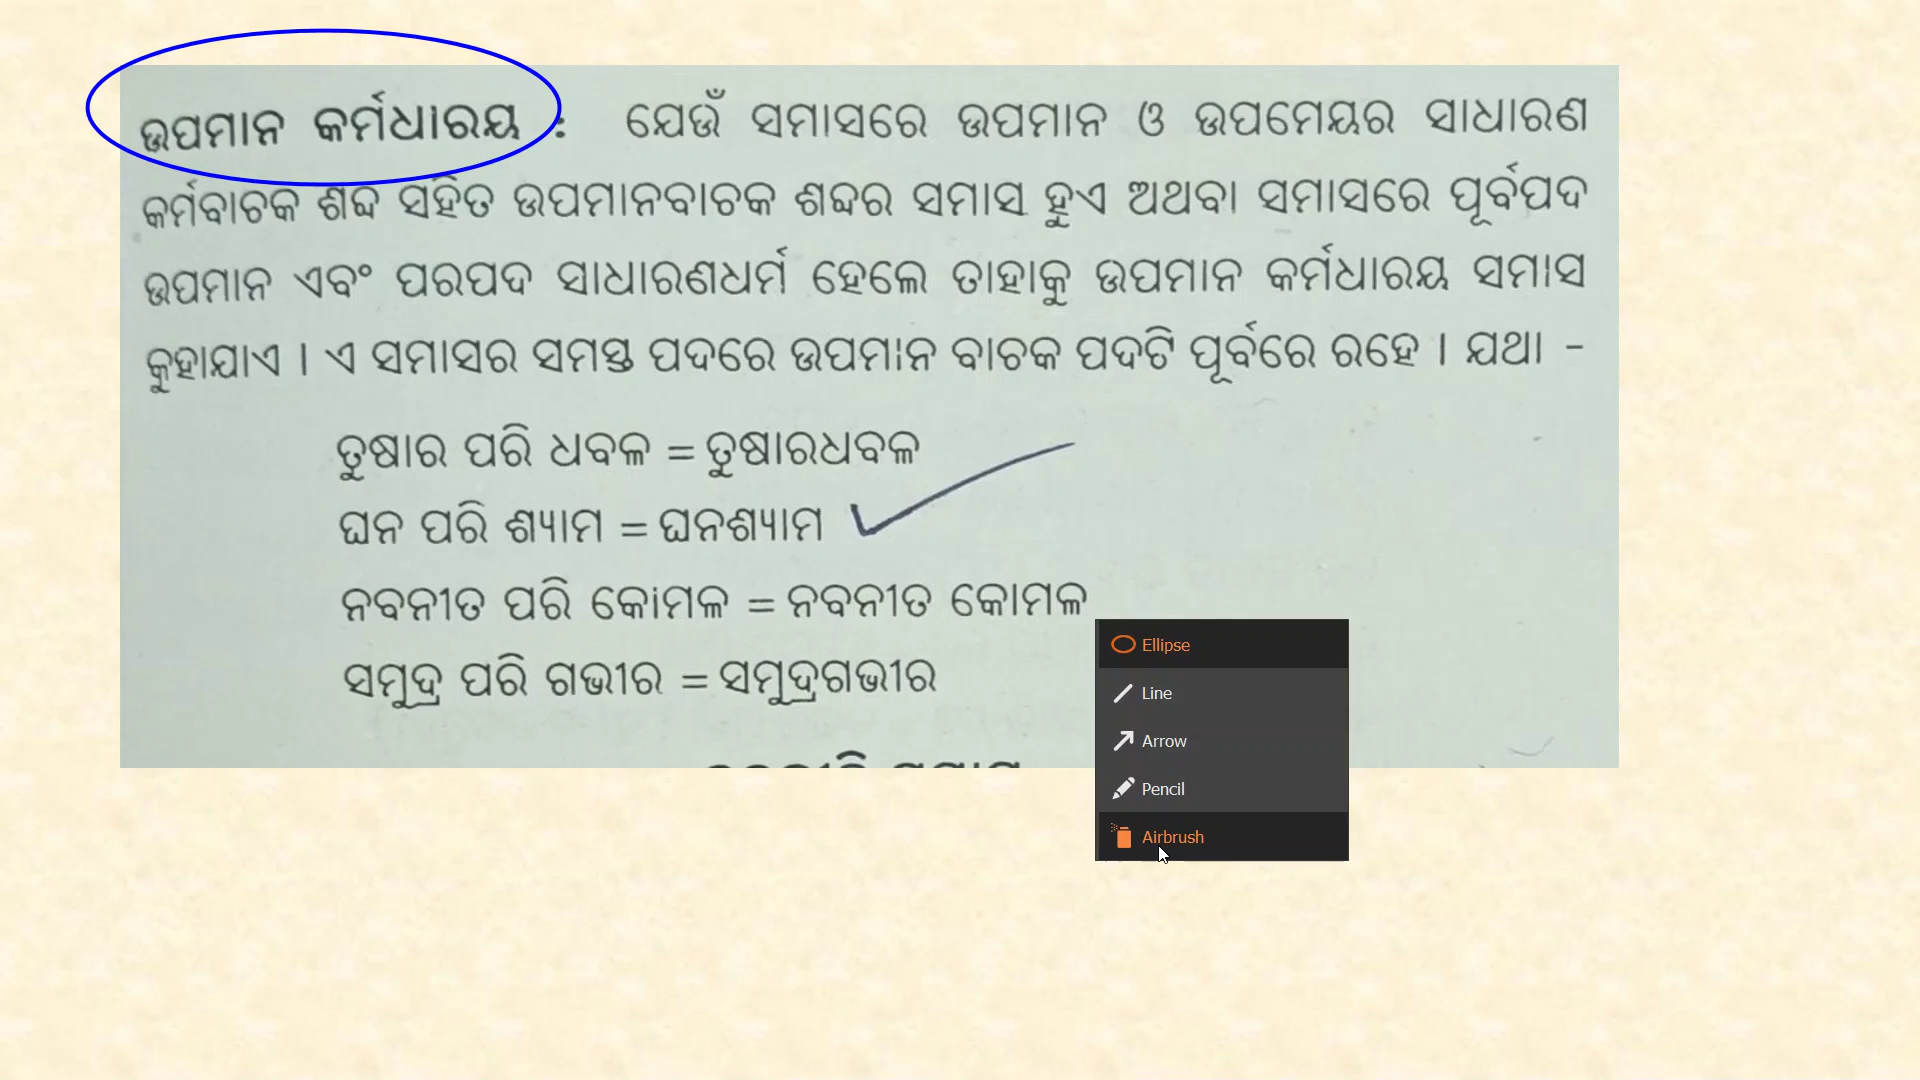 ଉପମାନ କର୍ମଧାରୟ : ଯେଉଁ ସମାସରେ ଉପମାନ ଓ ଉପମେୟର ସାଧାରଣ
କର୍ମବାଚକ ଶବ୍ଦ ସହିତ ଉପମାନବାଚକ ଶବ୍ଦର ସମାସ ହୁଏ ଅଥବା ସମାସରେ ପୂର୍ବପଦ
ଉପମାନ ଏବଂ ପରପଦ ସାଧାରଣଧର୍ମ ହେଲେ ତାହାକୁ ଉପମାନ କର୍ମଧାରୟ ସମାସ
କୁହାଯାଏ । ଏ ସମାସର ସମସ୍ତ ପଦରେ ଉପମାନ ବାଚକ ପଦଟି ପୂର୍ବରେ ରହେ । ଯଥା -
ତୁଷାର ପରି ଧବଳ = ତୁଷାରଧବଳ
ଘନ ପରି ଶ୍ୟାମ = ଘନଶ୍ୟାମ
ନବନୀତ ପରି କୋମଳ = ନବନୀତ କୋମଳ
ସମୁଦ୍ର ପରି ଗଭୀର = ସମୁଦ୍ରଗଭୀର
Ellipse
Line
Arrow
Pencil
Airbrush